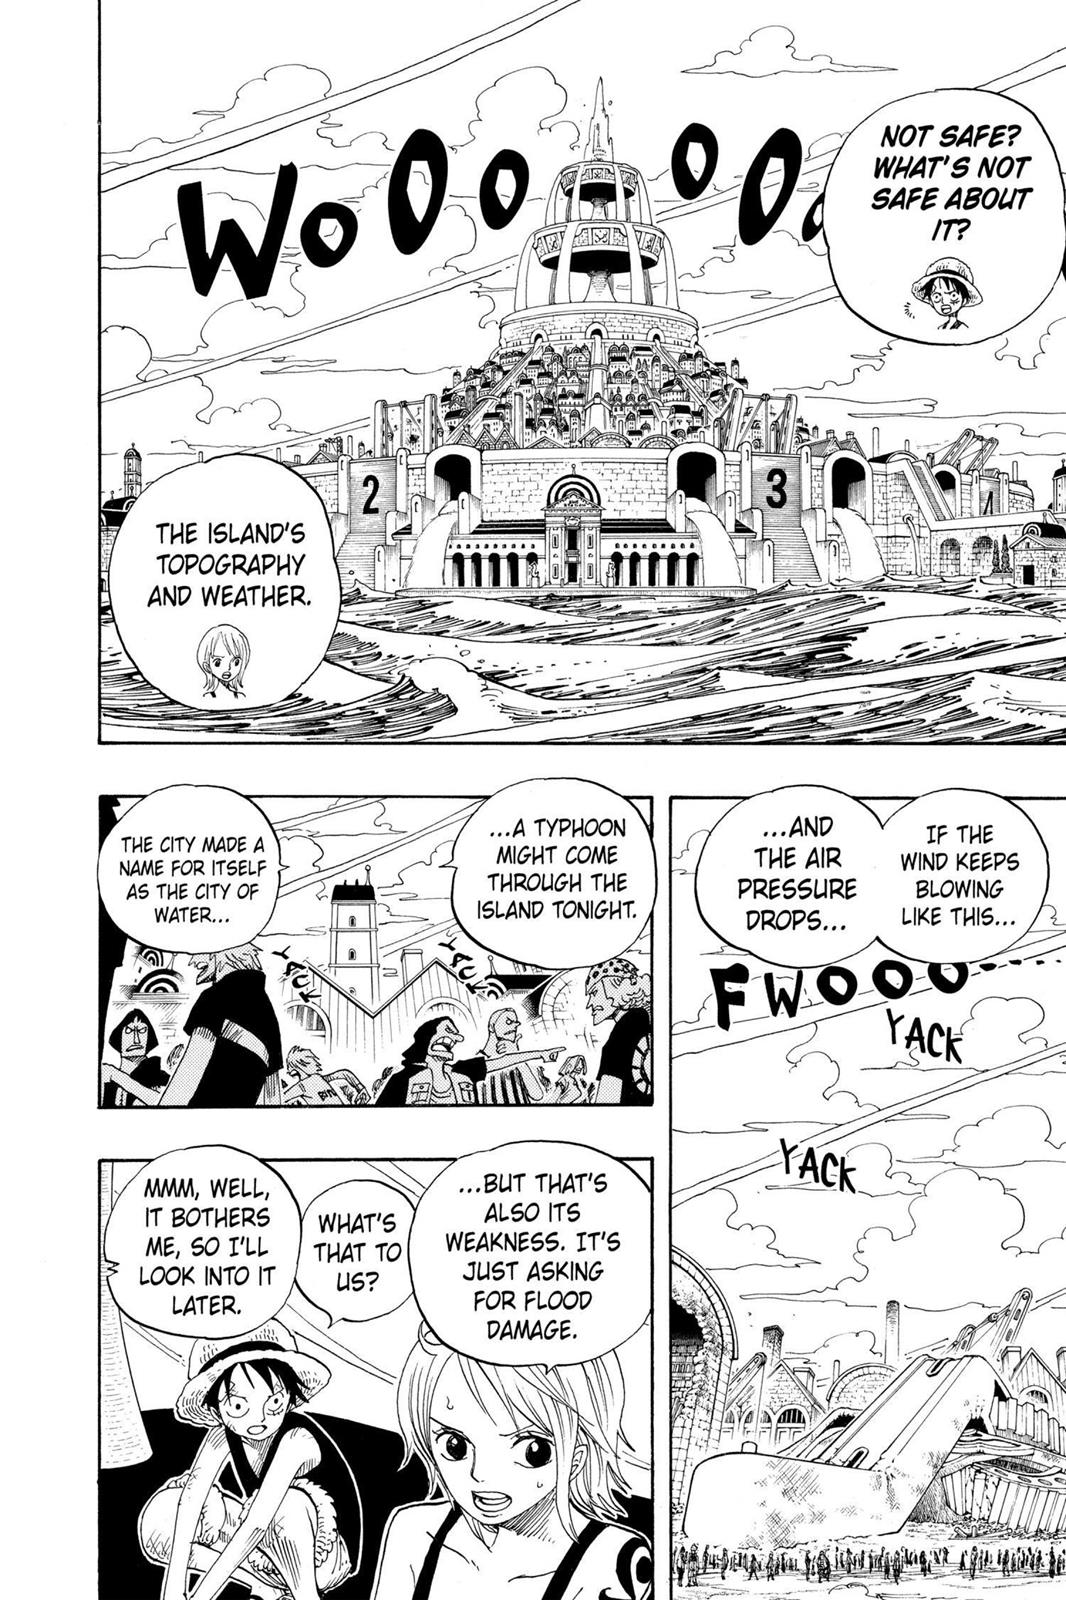 NOT SAFE?
WHAT'S NOT
SAFE ABOUT
IT?
WOOO OOO
2
3
1
THE ISLAND'S
TOPOGRAPHY
AND WEATHER.
IF THE
WIND KEEPS
BLOWING
LIKE THIS...
...AND
THE AIR
PRESSURE
DROPS...
FWOOO......
YACK
YACK
...A TYPHOON
MIGHT COME
THROUGH THE
ISLAND TONIGHT.
THE CITY MADE A
NAME FOR ITSELF
AS THE CITY OF
WATER...
YACK
YACK
...BUT THAT'S
ALSO ITS
WEAKNESS. IT'S
JUST ASKING
FOR FLOOD
DAMAGE.
WHAT'S
THAT TO
US?
MMM, WELL,
IT BOTHERS
ME, SO I'LL
LOOK INTO IT
LATER.